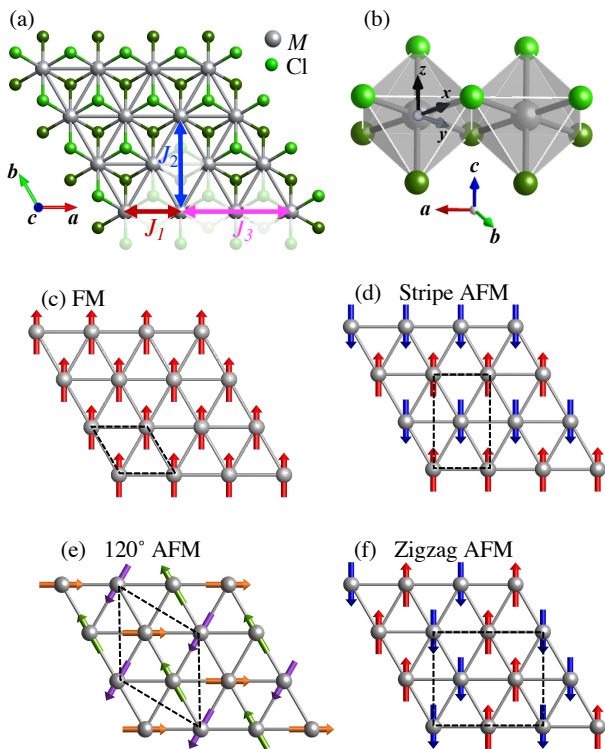 (a)
M
Cl
J2
J1
J3
b
c
a
(b)
z
x
y
c
a
b
(c) FM
(d) Stripe AFM
(e) 120° AFM
(f) Zigzag AFM